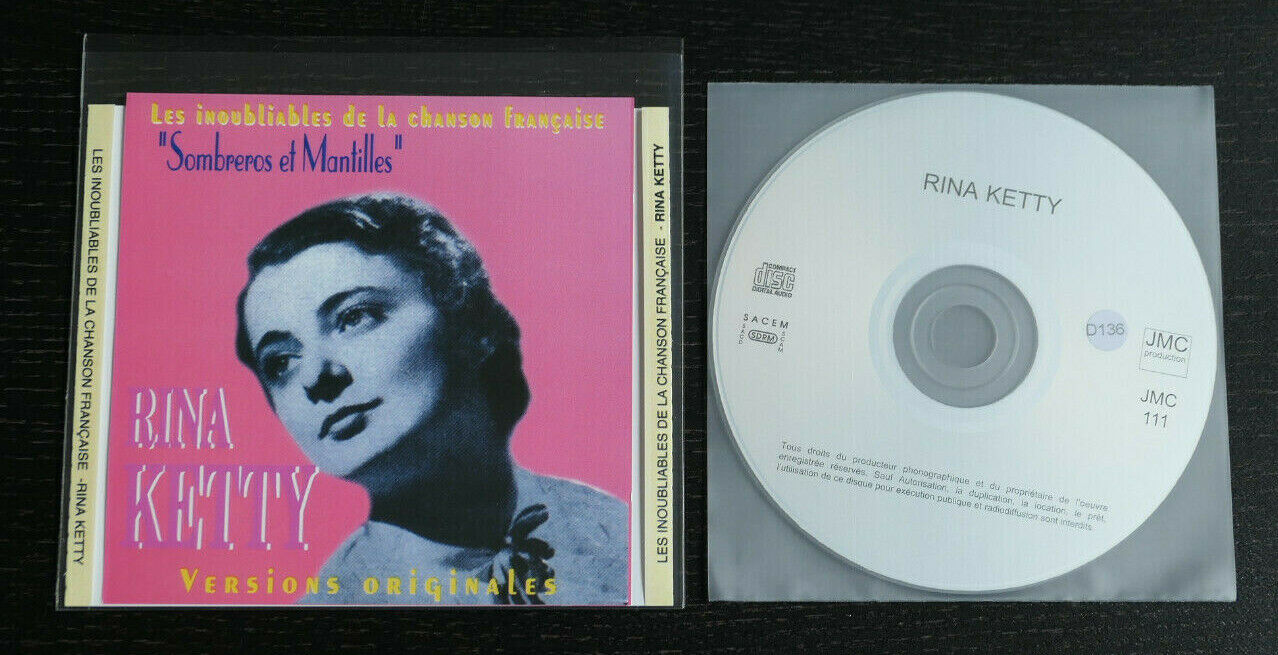 Les inoubliables de la chanson française
"Sombreros et Mantilles"
RINA
KETTY
Versions originales
LES INOUBLIABLES DE LA CHANSON FRANÇAISE -RINA KETTY
LES INOUBLIABLES DE LA CHANSON FRANÇAISE - RINA KETTY
RINA KETTY
COMPACT
disc
DIGITAL AUDIO
SACEM
SACD
SDRM
SCAM
D136
JMC
production
JMC
111
Tous droits du producteur phonographique et du propriétaire de l'oeuvre
enregistrée réservés. Sauf Autorisation, la duplication, la location, le prêt,
l'utilisation de ce disque pour exécution publique et radiodiffusion sont interdits